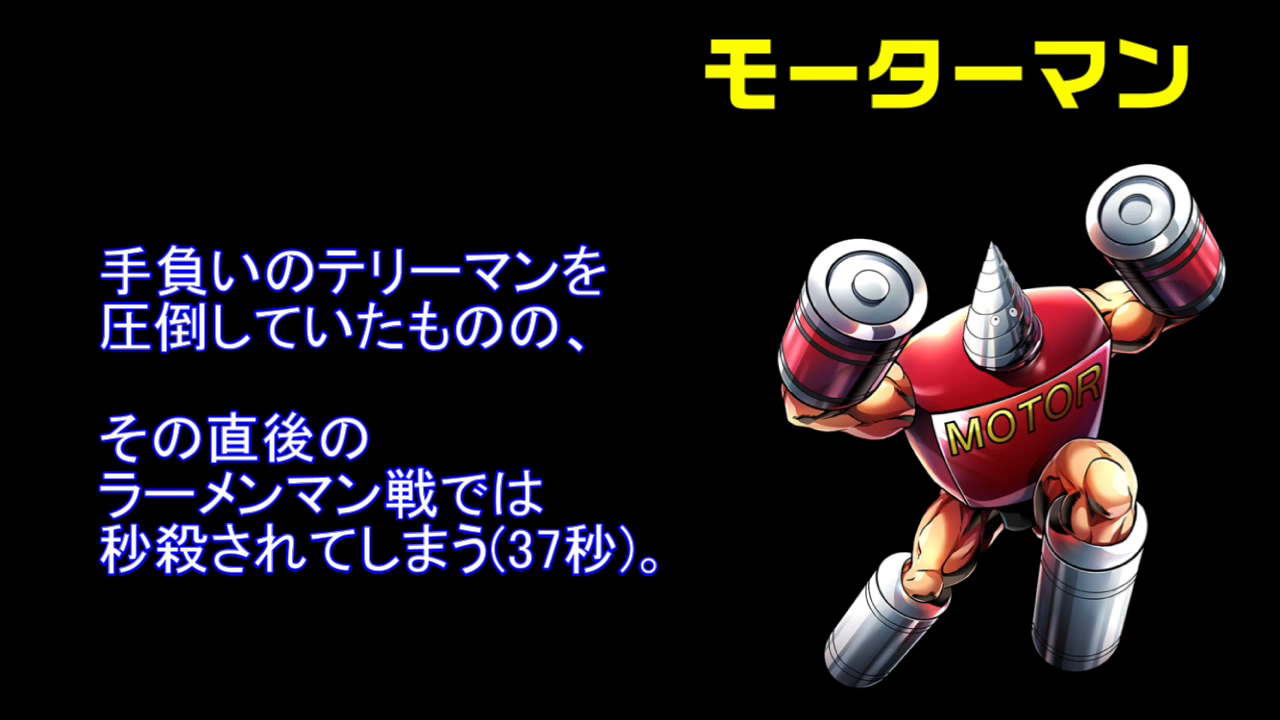 モーターマン
手負いのテリーマンを
圧倒していたものの、
その直後の
ラーメンマン戦では
秒殺されてしまう(37秒)。
MOTOR